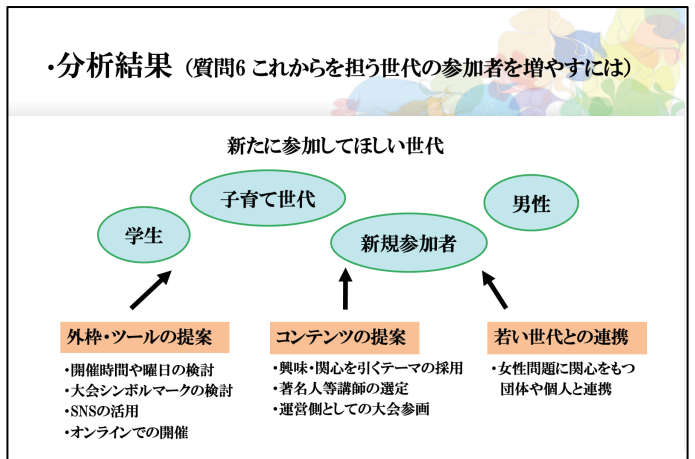 ・分析結果（質問6 これからを担う世代の参加者を増やすには）
新たに参加してほしい世代
子育て世代
男性
学生
新規参加者
外枠・ツールの提案
・開催時間や曜日の検討
・大会シンボルマークの検討
・SNSの活用
・オンラインでの開催
コンテンツの提案
・興味・関心を引くテーマの採用
・著名人等講師の選定
・運営側としての大会参画
若い世代との連携
・女性問題に関心をもつ
団体や個人と連携